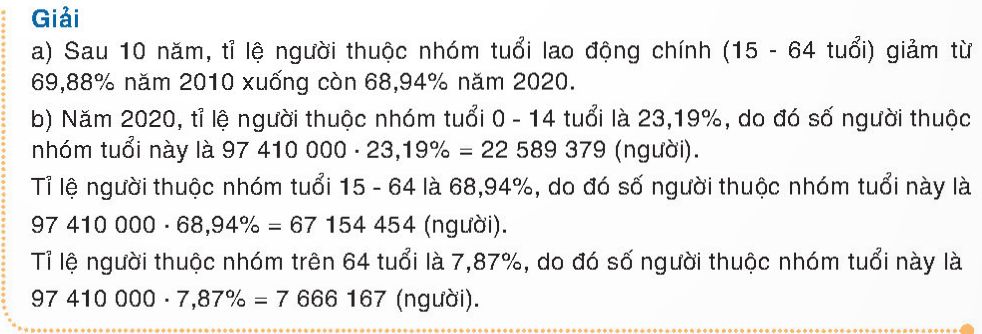 Giải
a) Sau 10 năm, tỉ lệ người thuộc nhóm tuổi lao động chính (15 - 64 tuổi) giảm từ
69,88% năm 2010 xuống còn 68,94% năm 2020.
b) Năm 2020, tỉ lệ người thuộc nhóm tuổi 0 - 14 tuổi là 23,19%, do đó số người thuộc
nhóm tuổi này là 97 410 000 · 23,19% = 22 589 379 (người).
Tỉ lệ người thuộc nhóm tuổi 15 - 64 là 68,94%, do đó số người thuộc nhóm tuổi này là
97 410 000 · 68,94% = 67 154 454 (người).
Tỉ lệ người thuộc nhóm trên 64 tuổi là 7,87%, do đó số người thuộc nhóm tuổi này là
97 410 000 · 7,87% = 7 666 167 (người).